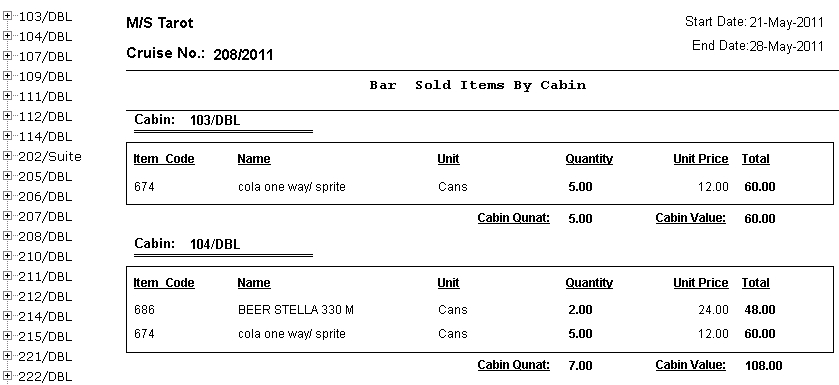 103/DBL
104/DBL
107/DBL
109/DBL
111/DBL
112/DBL
114/DBL
202/Suite
205/DBL
206/DBL
207/DBL
208/DBL
210/DBL
211/DBL
212/DBL
214/DBL
215/DBL
221/DBL
222/DBL
M/S Tarot
Start Date: 21-May-2011
Cruise No.: 208/2011
End Date: 28-May-2011
Bar Sold Items By Cabin
Cabin: 103/DBL
Item_Code Name Unit Quantity Unit Price Total
674 cola one way/ sprite Cans 5.00 12.00 60.00
Cabin Qunat: 5.00 Cabin Value: 60.00
Cabin: 104/DBL
Item_Code Name Unit Quantity Unit Price Total
686 BEER STELLA 330 M Cans 2.00 24.00 48.00
674 cola one way/ sprite Cans 5.00 12.00 60.00
Cabin Qunat: 7.00 Cabin Value: 108.00